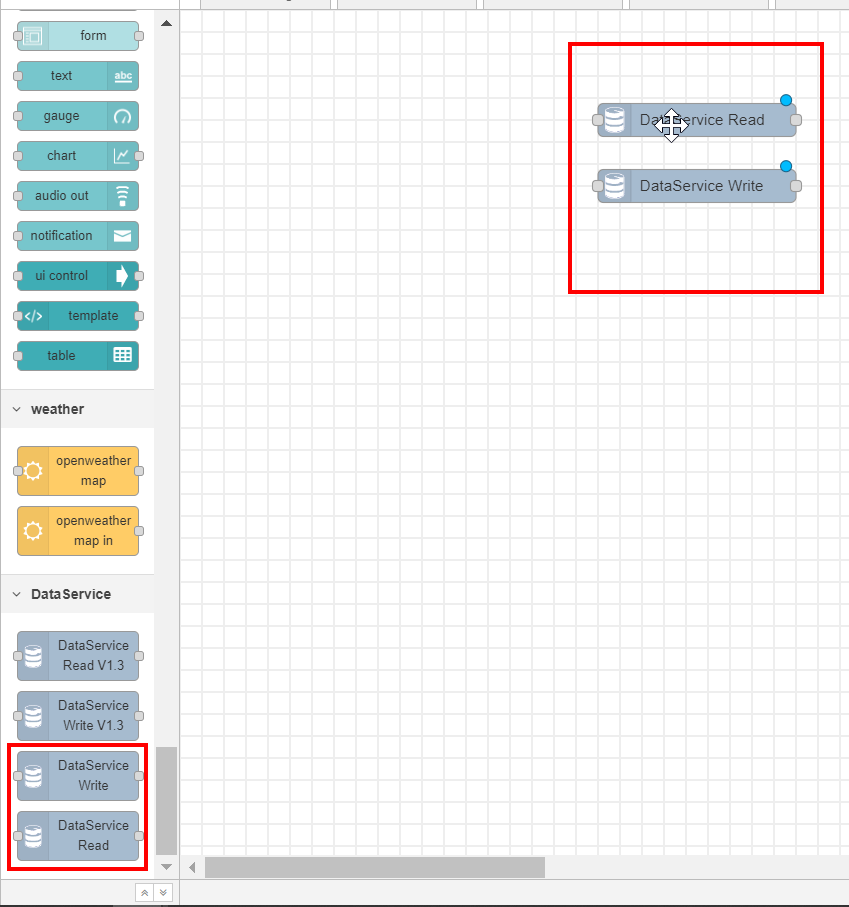 form
text
abc
gauge
chart
audio out
notification
ui control
</> template
table
weather
openweather
map
openweather
map in
DataService
DataService
Read V1.3
DataService
Write V1.3
DataService
Write
DataService
Read
DataService Read
DataService Write